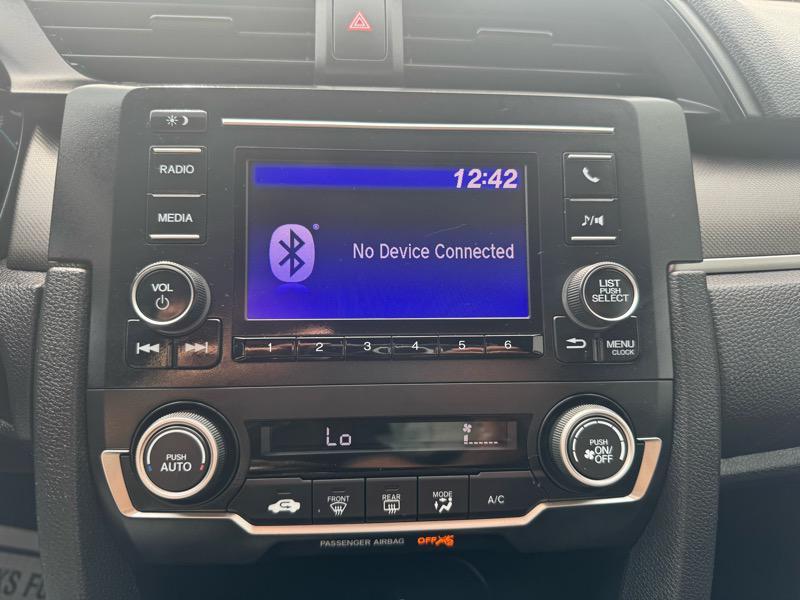 RADIO
MEDIA
12:42
®
No Device Connected
VOL
LIST
PUSH
SELECT
1 2 3 4 5 6
MENU
CLOCK
PUSH
AUTO
Lo
PUSH
ON/
OFF
FRONT
REAR
MODE
A/C
PASSENGER AIRBAG OFF